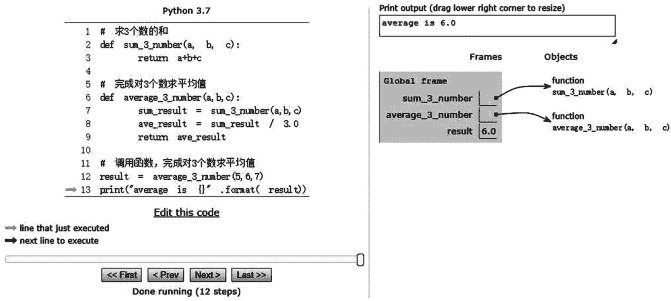 Python 3.7
1 # 求3个数的和
2 def sum_3_number(a, b, c):
3 return a+b+c
4
5 # 完成对3个数求平均值
6 def average_3_number(a,b,c):
7 sum_result = sum_3_number(a,b,c)
8 ave_result = sum_result / 3.0
9 return ave_result
10
11 # 调用函数，完成对3个数求平均值
12 result = average_3_number(5,6,7)
13 print("average is {}" .format( result))
Edit this code
line that just executed
next line to execute
<< First < Prev Next > Last >>
Done running (12 steps)
Print output (drag lower right corner to resize)
average is 6.0
Frames Objects
Global frame
sum_3_number
average_3_number
result 6.0
function
sum_3_number(a, b, c)
function
average_3_number(a, b, c)